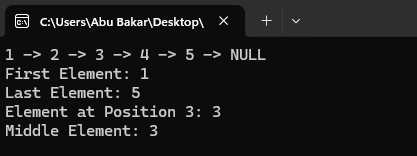 C:\Users\Abu Bakar\Desktop\
1 -> 2 -> 3 -> 4 -> 5 -> NULL
First Element: 1
Last Element: 5
Element at Position 3: 3
Middle Element: 3